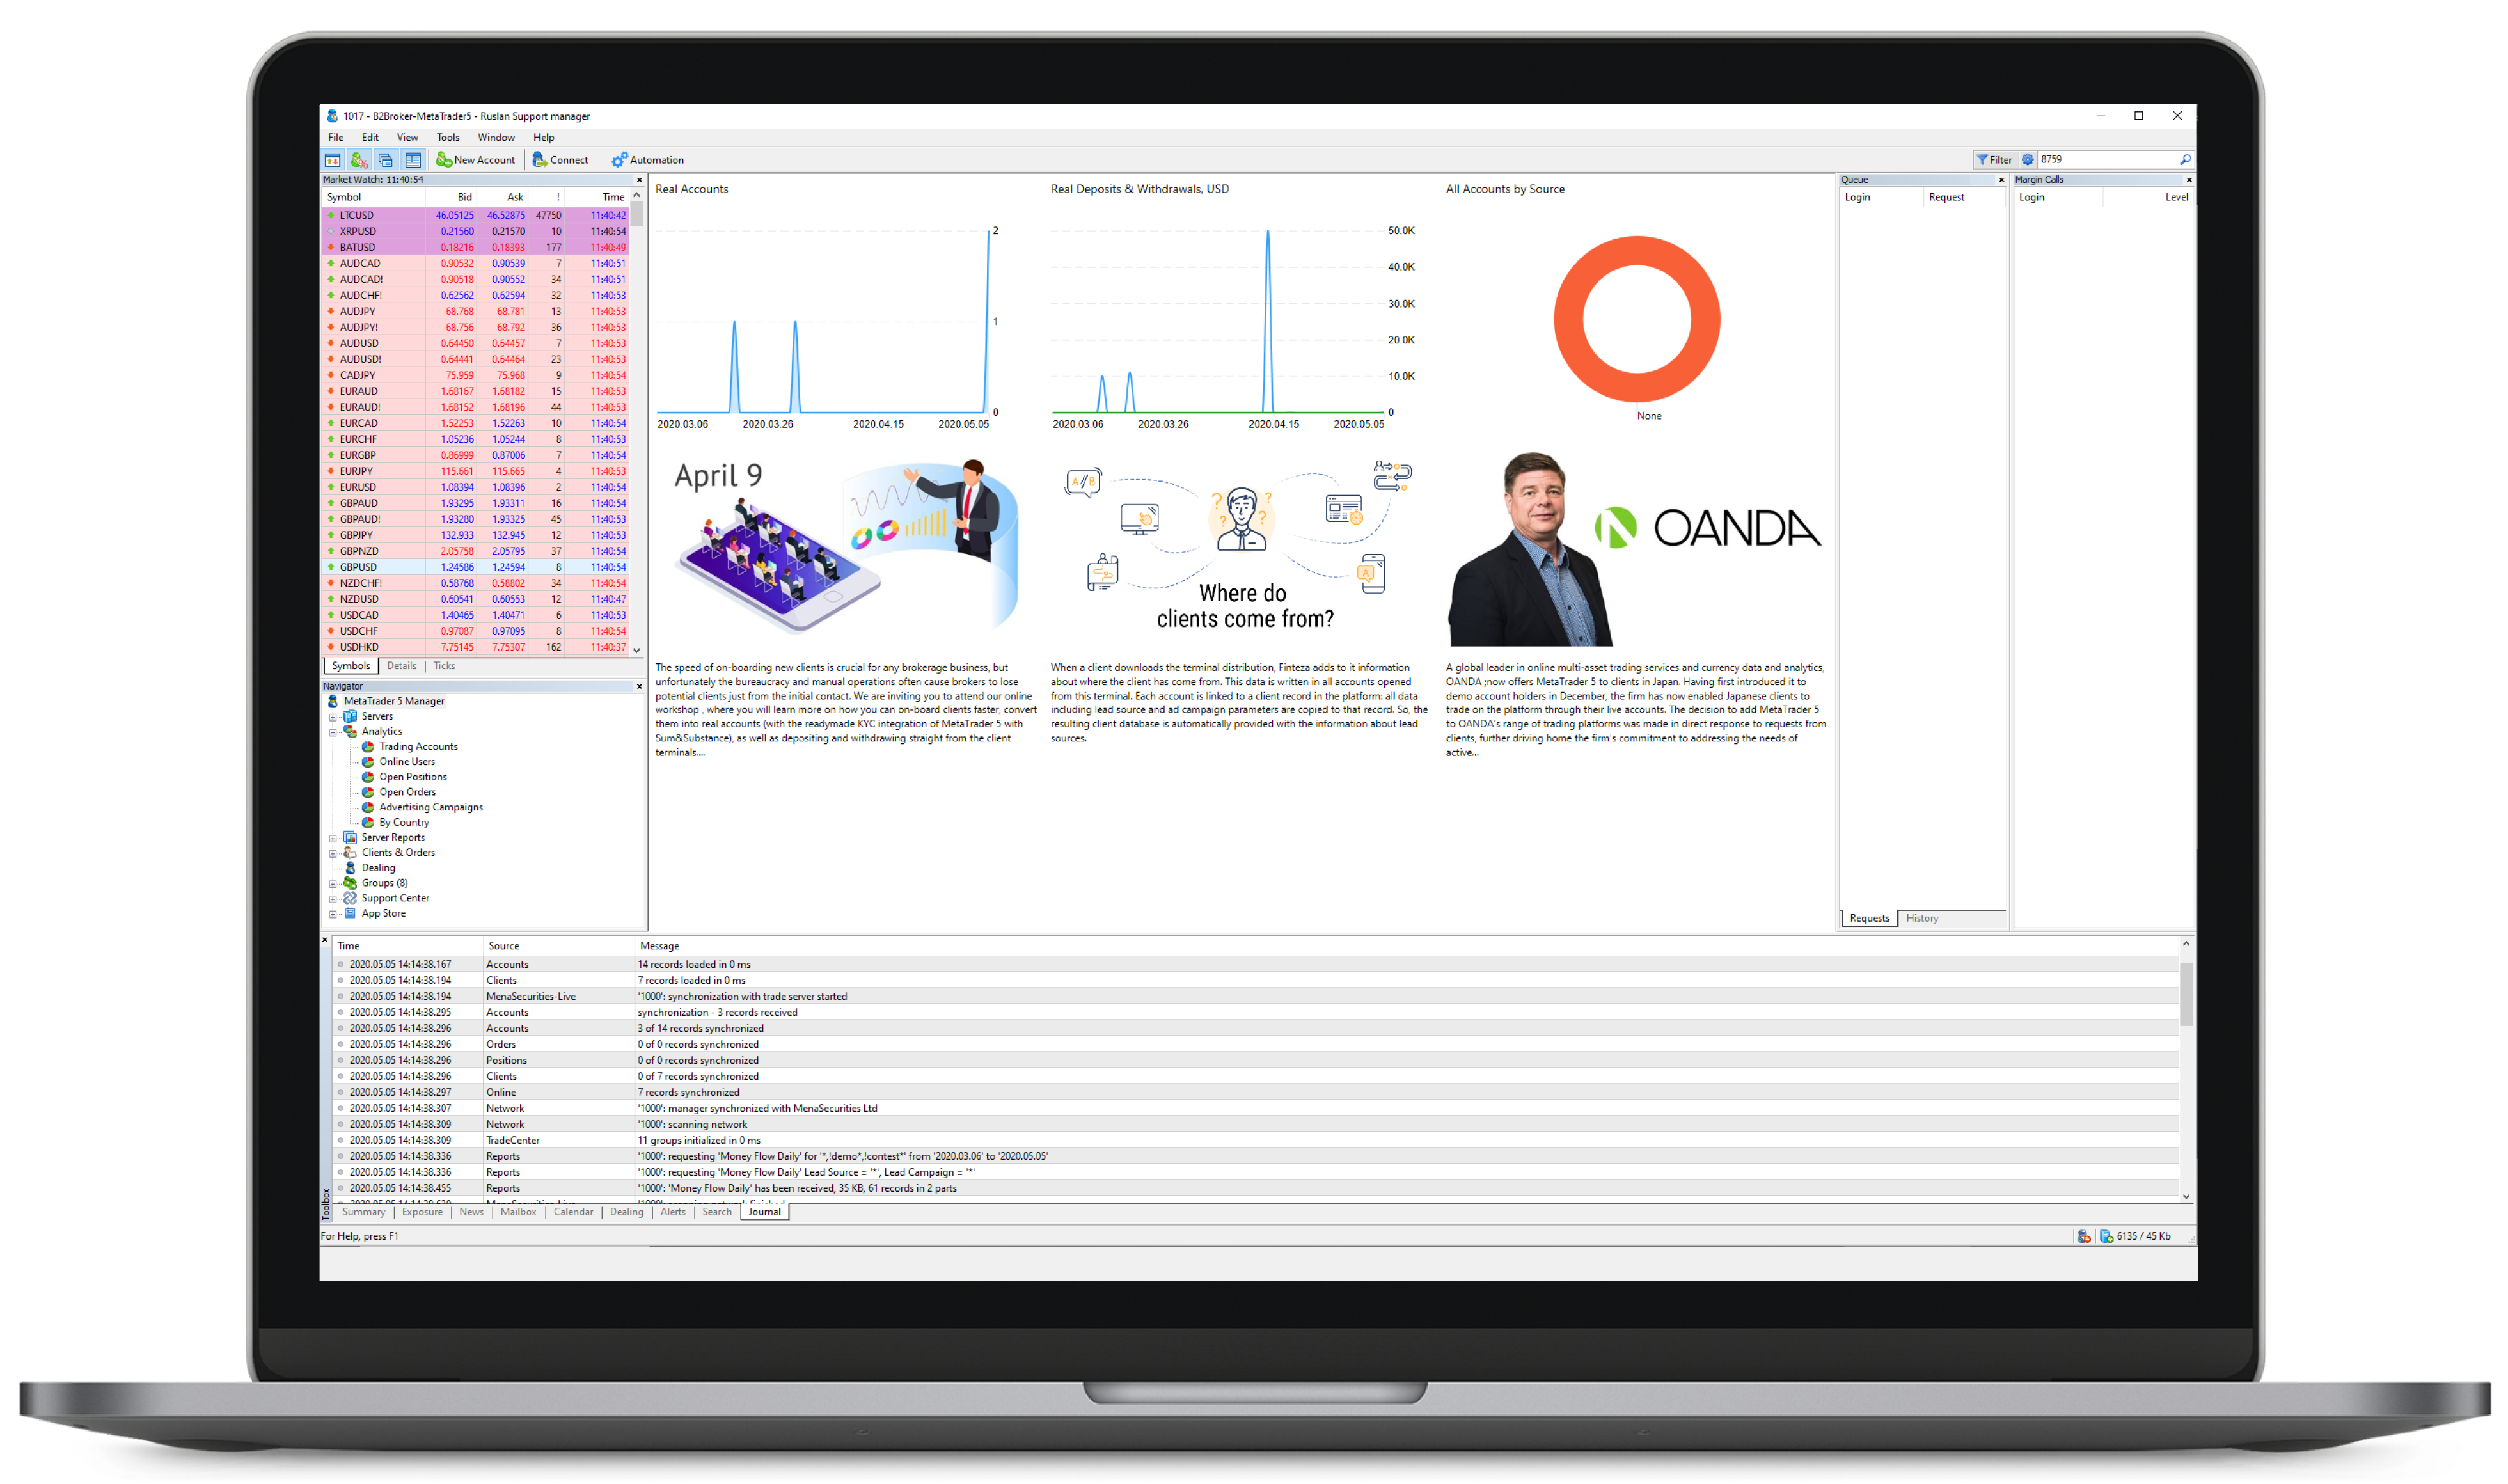 1017 - B2Broker-MetaTrader5 - Ruslan Support manager
File Edit View Tools Window Help
New Account Connect Automation Filter 8759
Market Watch: 11:40:54
Symbol Bid Ask ! Time
LTCUSD 46.05125 46.52875 47750 11:40:42
XRPUSD 0.21560 0.21570 10 11:40:54
BATUSD 0.18216 0.18393 177 11:40:49
AUDCAD 0.90532 0.90539 7 11:40:51
AUDCAD! 0.90518 0.90552 34 11:40:51
AUDCHF! 0.62562 0.62594 32 11:40:53
AUDJPY 68.768 68.781 13 11:40:53
AUDJPY! 68.756 68.792 36 11:40:53
AUDUSD 0.64450 0.64457 7 11:40:53
AUDUSD! 0.64441 0.64464 23 11:40:53
CADJPY 75.959 75.968 9 11:40:54
EURAUD 1.68167 1.68182 15 11:40:53
EURAUD! 1.68152 1.68196 44 11:40:53
EURCAD 1.52253 1.52263 10 11:40:54
EURCHF 1.05236 1.05244 8 11:40:53
EURGBP 0.86999 0.87006 7 11:40:54
EURJPY 115.661 115.665 4 11:40:53
EURUSD 1.08394 1.08396 2 11:40:54
GBPAUD 1.93295 1.93311 16 11:40:54
GBPAUD! 1.93280 1.93325 45 11:40:53
GBPJPY 132.933 132.945 12 11:40:53
GBPNZD 2.05758 2.05795 37 11:40:54
GBPUSD 1.24586 1.24594 8 11:40:54
NZDCHF! 0.58768 0.58802 34 11:40:54
NZDUSD 0.60541 0.60553 12 11:40:47
USDCAD 1.40465 1.40471 6 11:40:53
USDCHF 0.97087 0.97095 8 11:40:54
USDHKD 7.75145 7.75307 162 11:40:37
Symbols Details Ticks
Navigator
MetaTrader 5 Manager
Servers
Analytics
Trading Accounts
Online Users
Open Positions
Open Orders
Advertising Campaigns
By Country
Server Reports
Clients & Orders
Dealing
Groups (8)
Support Center
App Store
Real Accounts
2
1
0
2020.03.06 2020.03.26 2020.04.15 2020.05.05
Real Deposits & Withdrawals, USD
50.0K
40.0K
30.0K
20.0K
10.0K
0
2020.03.06 2020.03.26 2020.04.15 2020.05.05
All Accounts by Source
None
April 9
The speed of on-boarding new clients is crucial for any brokerage business, but
unfortunately the bureaucracy and manual operations often cause brokers to lose
potential clients just from the initial contact. We are inviting you to attend our online
workshop , where you will learn more on how you can on-board clients faster, convert
them into real accounts (with the readymade KYC integration of MetaTrader 5 with
Sum&Substance), as well as depositing and withdrawing straight from the client
terminals....
A//B
? ? ? ?
A
Where do
clients come from?
When a client downloads the terminal distribution, Finteza adds to it information
about where the client has come from. This data is written in all accounts opened
from this terminal. Each account is linked to a client record in the platform: all data
including lead source and ad campaign parameters are copied to that record. So, the
resulting client database is automatically provided with the information about lead
sources.
OANDA
A global leader in online multi-asset trading services and currency data and analytics,
OANDA ;now offers MetaTrader 5 to clients in Japan. Having first introduced it to
demo account holders in December, the firm has now enabled Japanese clients to
trade on the platform through their live accounts. The decision to add MetaTrader 5
to OANDA's range of trading platforms was made in direct response to requests from
clients, further driving home the firm's commitment to addressing the needs of
active...
Queue
Login Request
Requests History
Margin Calls
Login Level
Time Source Message
2020.05.05 14:14:38.167 Accounts 14 records loaded in 0 ms
2020.05.05 14:14:38.194 Clients 7 records loaded in 0 ms
2020.05.05 14:14:38.194 MenaSecurities-Live '1000': synchronization with trade server started
2020.05.05 14:14:38.295 Accounts synchronization - 3 records received
2020.05.05 14:14:38.296 Accounts 3 of 14 records synchronized
2020.05.05 14:14:38.296 Orders 0 of 0 records synchronized
2020.05.05 14:14:38.296 Positions 0 of 0 records synchronized
2020.05.05 14:14:38.296 Clients 0 of 7 records synchronized
2020.05.05 14:14:38.297 Online 7 records synchronized
2020.05.05 14:14:38.307 Network '1000': manager synchronized with MenaSecurities Ltd
2020.05.05 14:14:38.309 Network '1000': scanning network
2020.05.05 14:14:38.309 TradeCenter 11 groups initialized in 0 ms
2020.05.05 14:14:38.336 Reports '1000': requesting 'Money Flow Daily' for '*,!demo*,!contest*' from '2020.03.06' to '2020.05.05'
2020.05.05 14:14:38.336 Reports '1000': requesting 'Money Flow Daily' Lead Source = '*', Lead Campaign = '*'
2020.05.05 14:14:38.455 Reports '1000': 'Money Flow Daily' has been received, 35 KB, 61 records in 2 parts
Toolbox
Summary Exposure News Mailbox Calendar Dealing Alerts Search Journal
For Help, press F1 6135 / 45 Kb